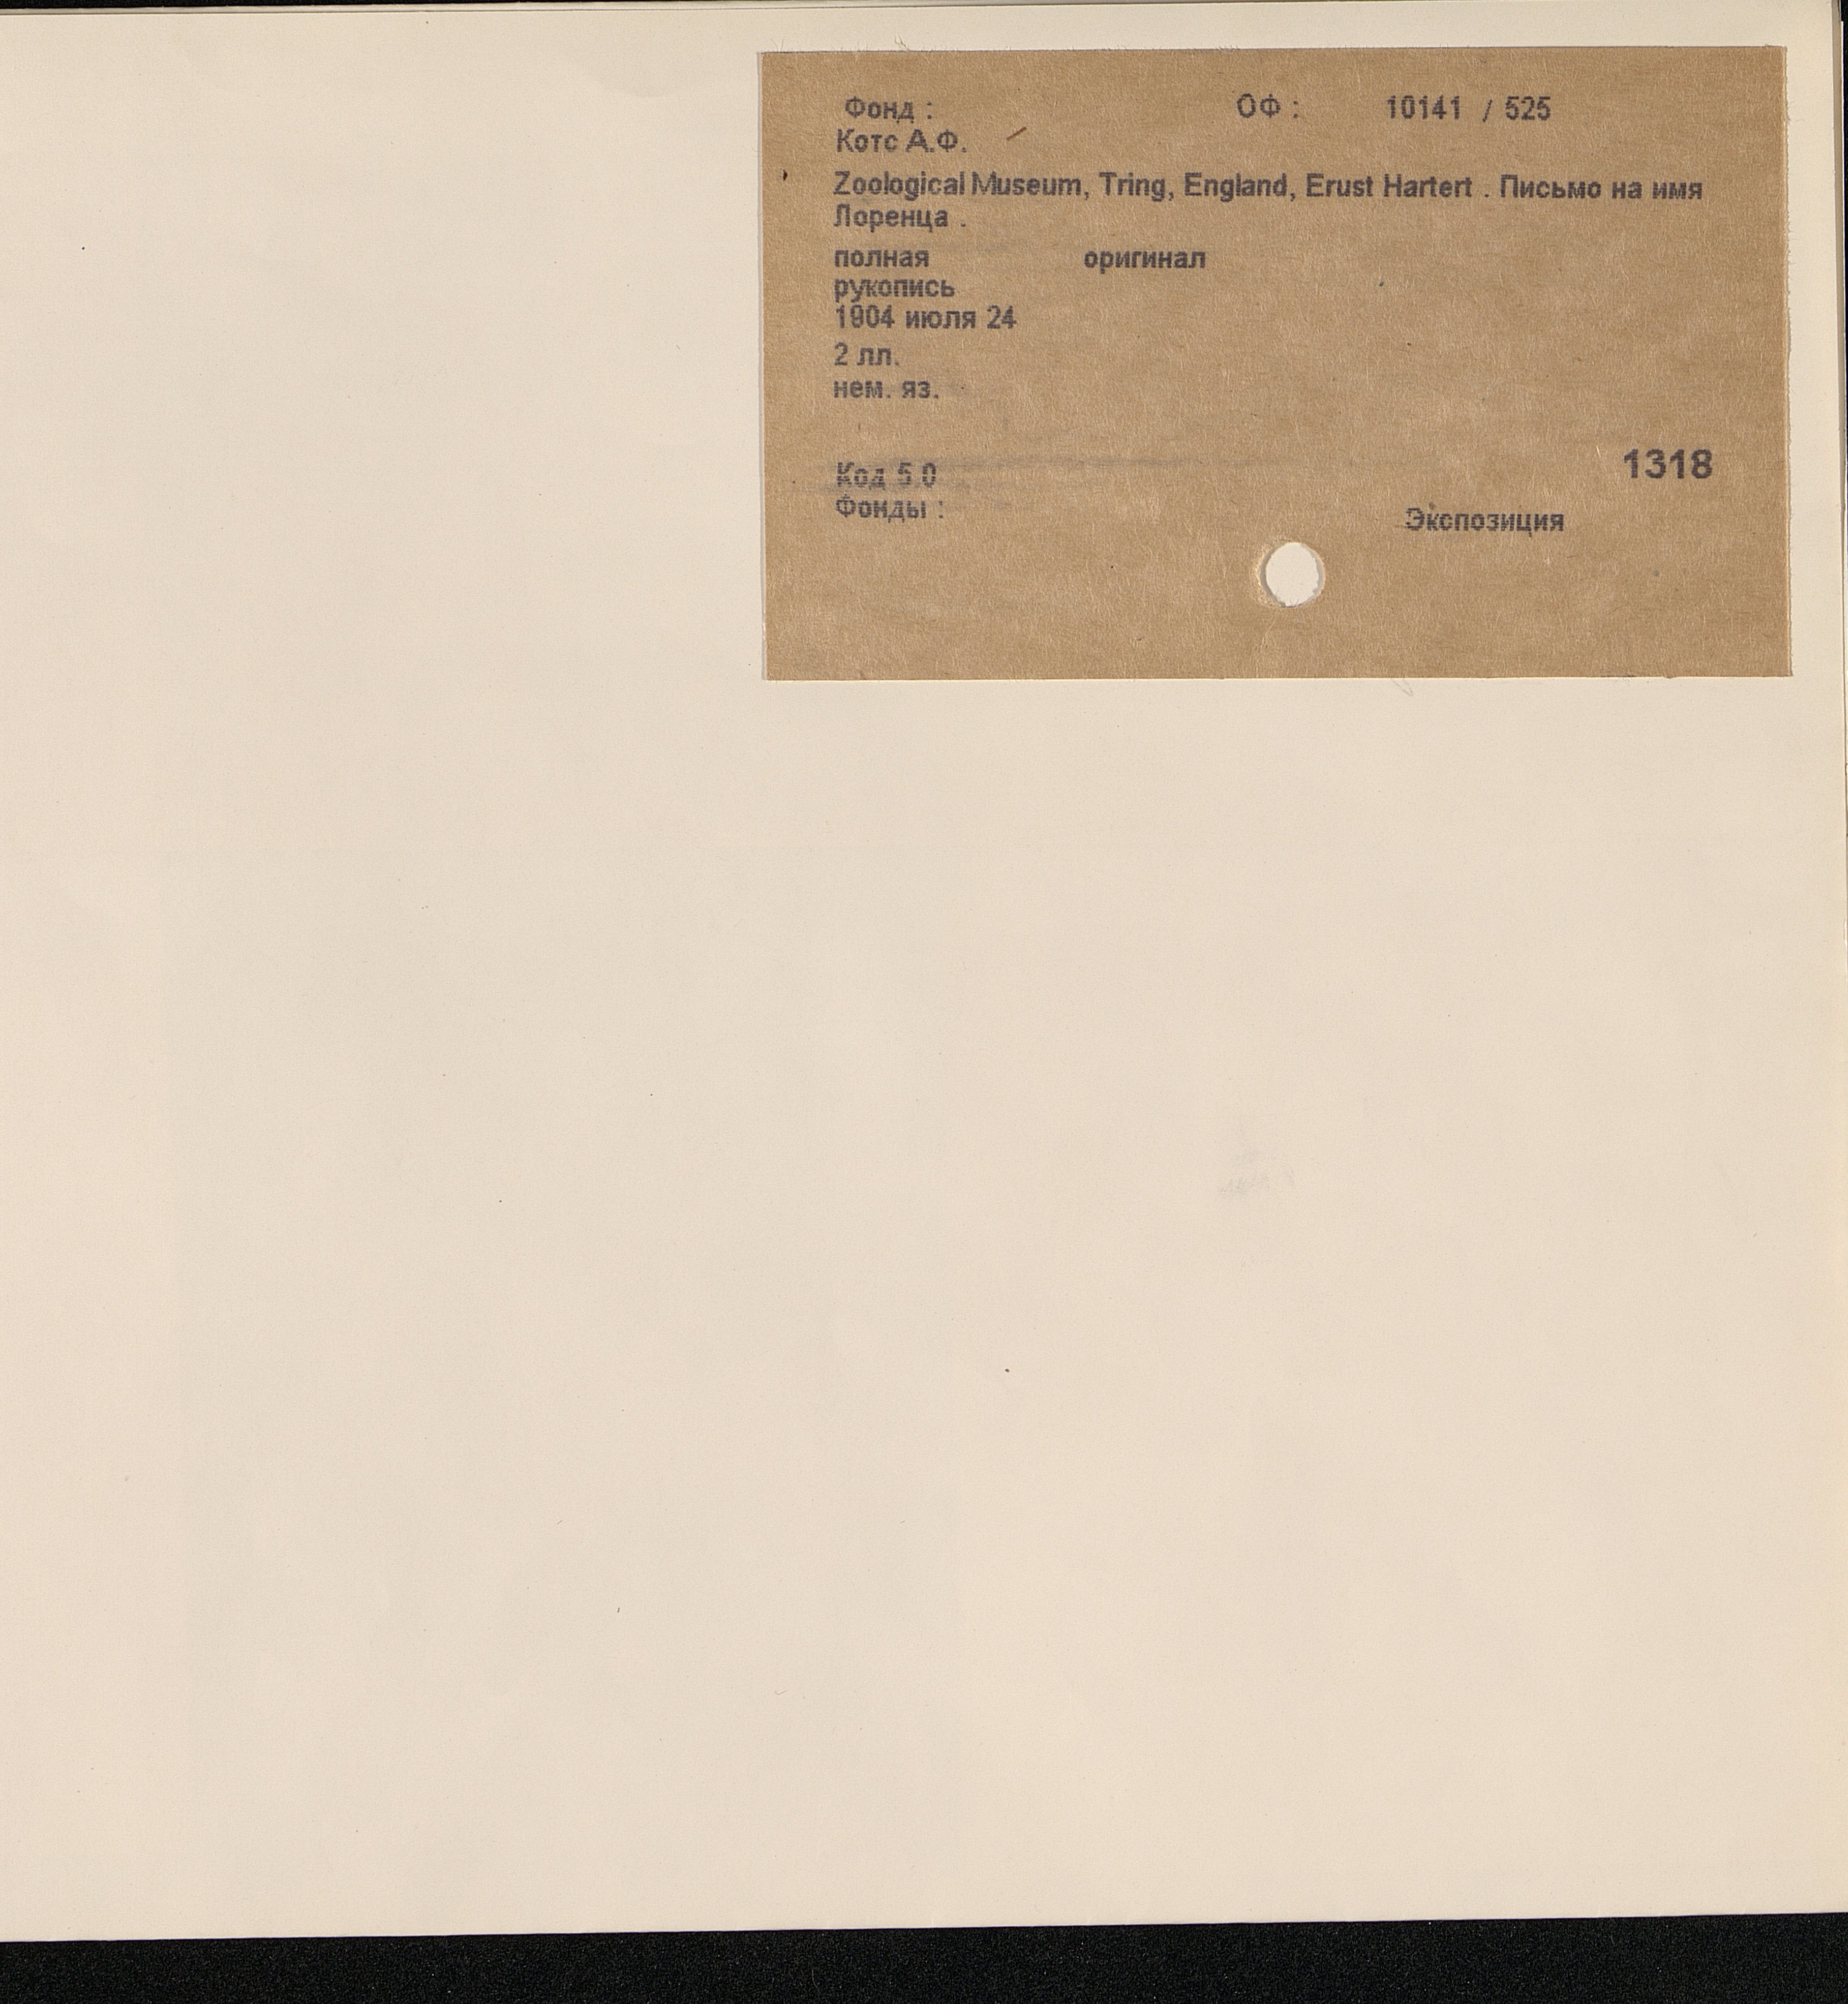 Фонд : ОФ : 10141 / 525
Котс А.Ф.
Zoological Museum, Tring, England, Erust Hartert . Письмо на имя
Лоренца .
полная оригинал
рукопись
1904 июля 24
2 лл.
нем. яз.
1318
Код 5.0
Фонды :
Экспозиция